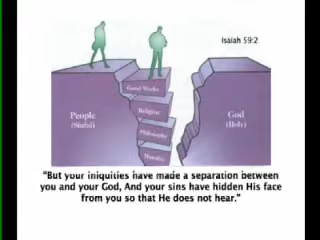 Isaiah 59:2
Good Works
Religion
Philosophy
Morality
People
(Sinful)
God
(Holy)
"But your iniquities have made a separation between
you and your God, And your sins have hidden His face
from you so that He does not hear."